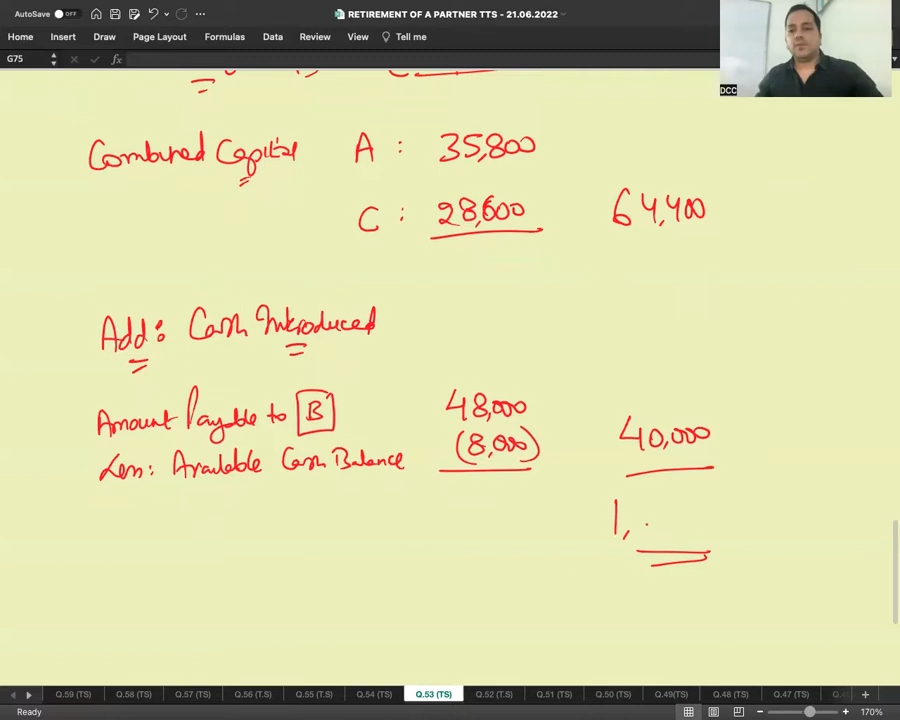 AutoSave OFF
RETIREMENT OF A PARTNER TTS - 21.06.2022
Home Insert Draw Page Layout Formulas Data Review View Tell me
G75 fx
DCC
Combined Capital A : 35,800
C : 28,600 64,400
Add: Cash Introduced
Amount Payable to B 48,000
40,000
Less: Available Cash Balance (8,000)
1,
Q.59 (TS) Q.58 (TS) Q.57 (TS) Q.56 (T.S) Q.55 (T.S) Q.54 (TS) Q.53 (TS) Q.52 (T.S) Q.51 (TS) Q.50 (TS) Q.49(TS) Q.48 (TS) Q.47 (TS)
Ready 170%